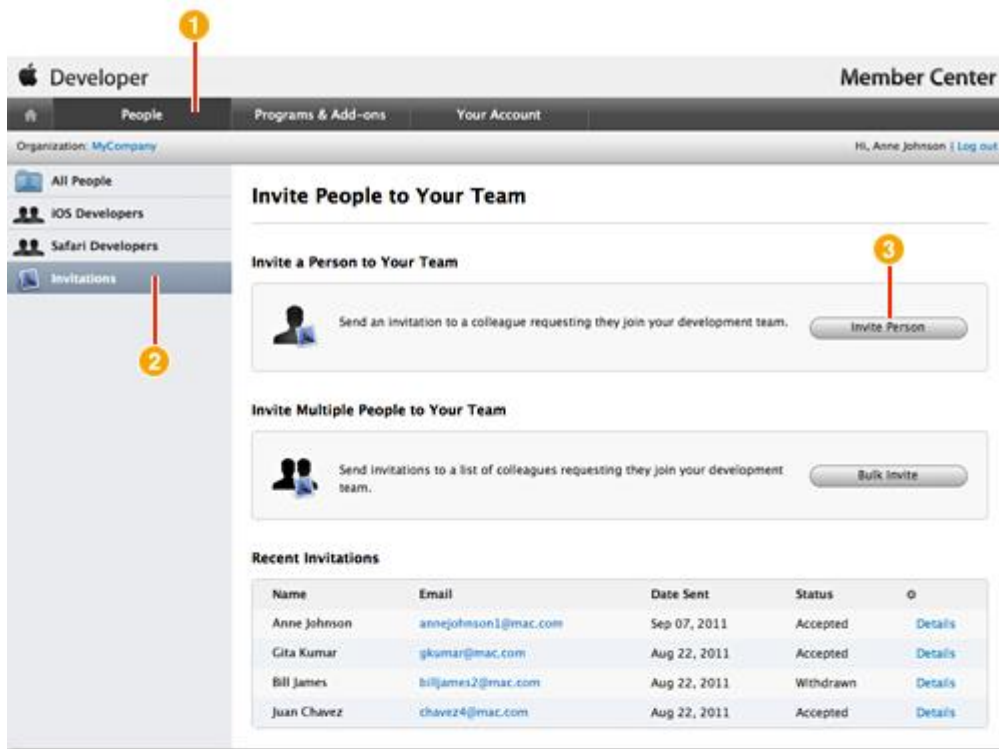 1
Developer
Member Center
People Programs & Add-ons Your Account
Organization: MyCompany
Hi, Anne Johnson | Log out
All People
iOS Developers
Safari Developers
Invitations
2
Invite People to Your Team
Invite a Person to Your Team
3
Send an invitation to a colleague requesting they join your development team.
Invite Person
Invite Multiple People to Your Team
Send invitations to a list of colleagues requesting they join your development
team.
Bulk Invite
Recent Invitations
Name Email Date Sent Status
Anne Johnson annejohnson1@mac.com Sep 07, 2011 Accepted Details
Gita Kumar gkumar@mac.com Aug 22, 2011 Accepted Details
Bill James billjames2@mac.com Aug 22, 2011 Withdrawn Details
Juan Chavez chavez4@mac.com Aug 22, 2011 Accepted Details